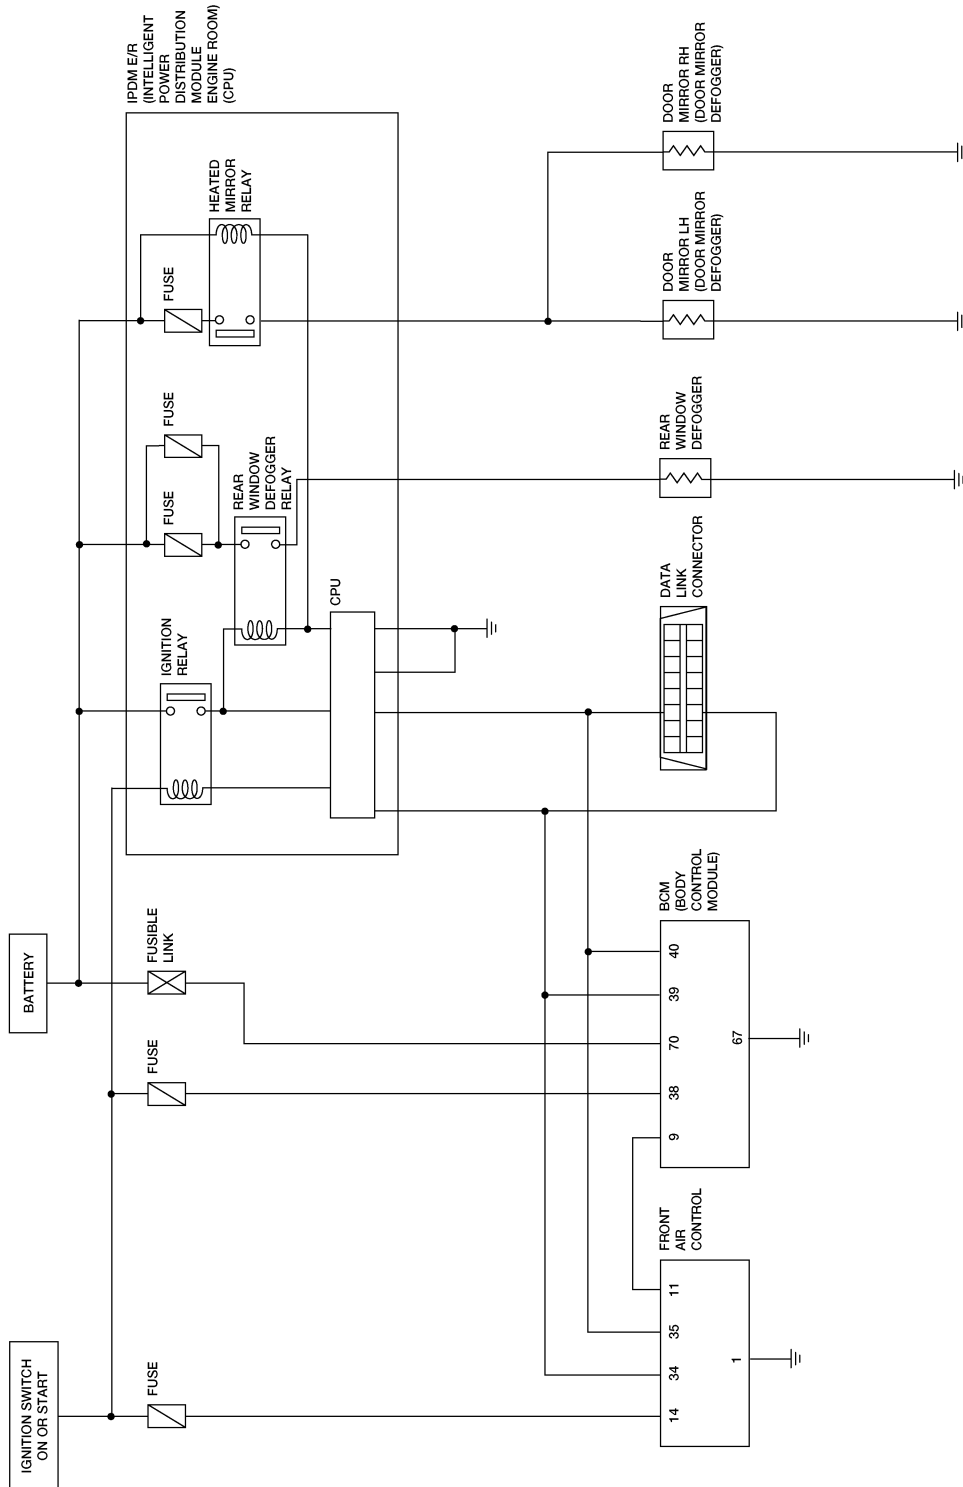 IGNITION SWITCH
ON OR START
BATTERY
FUSE
FUSE
FUSIBLE
LINK
IPDM E/R
(INTELLIGENT
POWER
DISTRIBUTION
MODULE
ENGINE ROOM)
(CPU)
IGNITION
RELAY
FUSE
FUSE
REAR
WINDOW
DEFOGGER
RELAY
FUSE
HEATED
MIRROR
RELAY
CPU
FRONT
AIR
CONTROL
14
34
35
11
1
BCM
(BODY
CONTROL
MODULE)
9
38
70
39
40
67
DATA
LINK
CONNECTOR
REAR
WINDOW
DEFOGGER
DOOR
MIRROR LH
(DOOR MIRROR
DEFOGGER)
DOOR
MIRROR RH
(DOOR MIRROR
DEFOGGER)